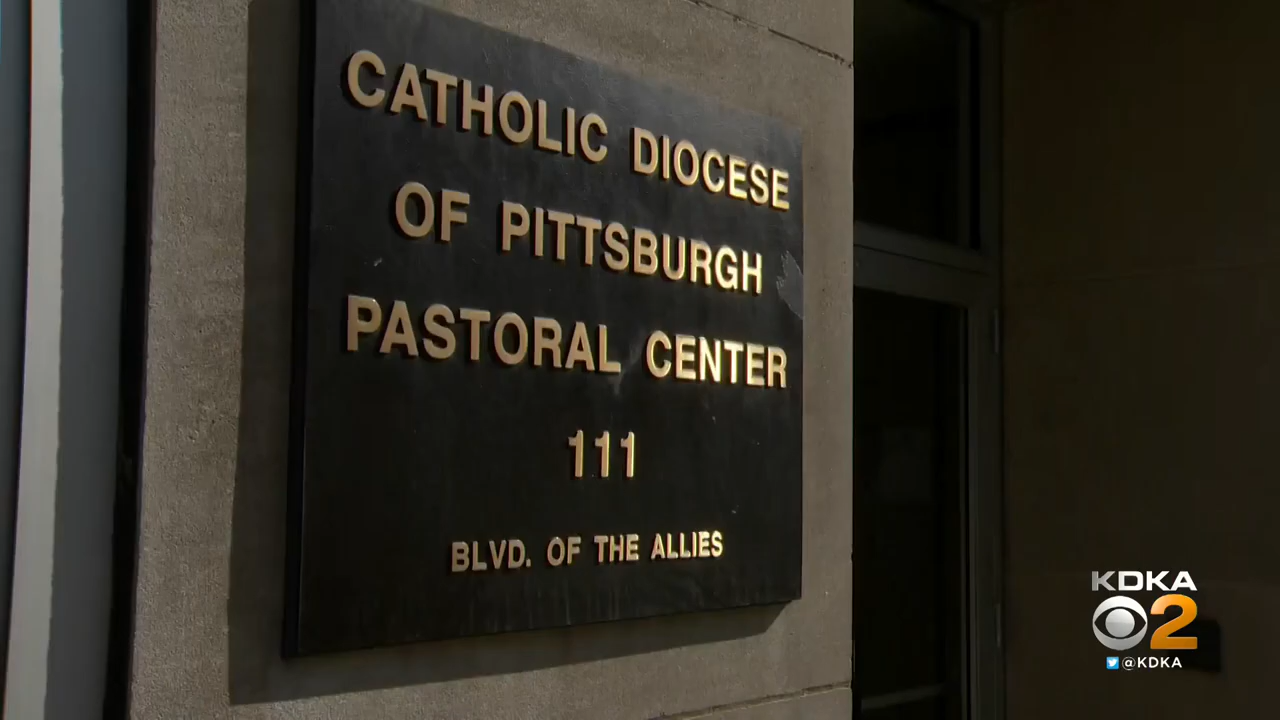 CATHOLIC DIOCESE
OF PITTSBURGH
PASTORAL CENTER
111
BLVD. OF THE ALLIES
KDKA
2
@KDKA